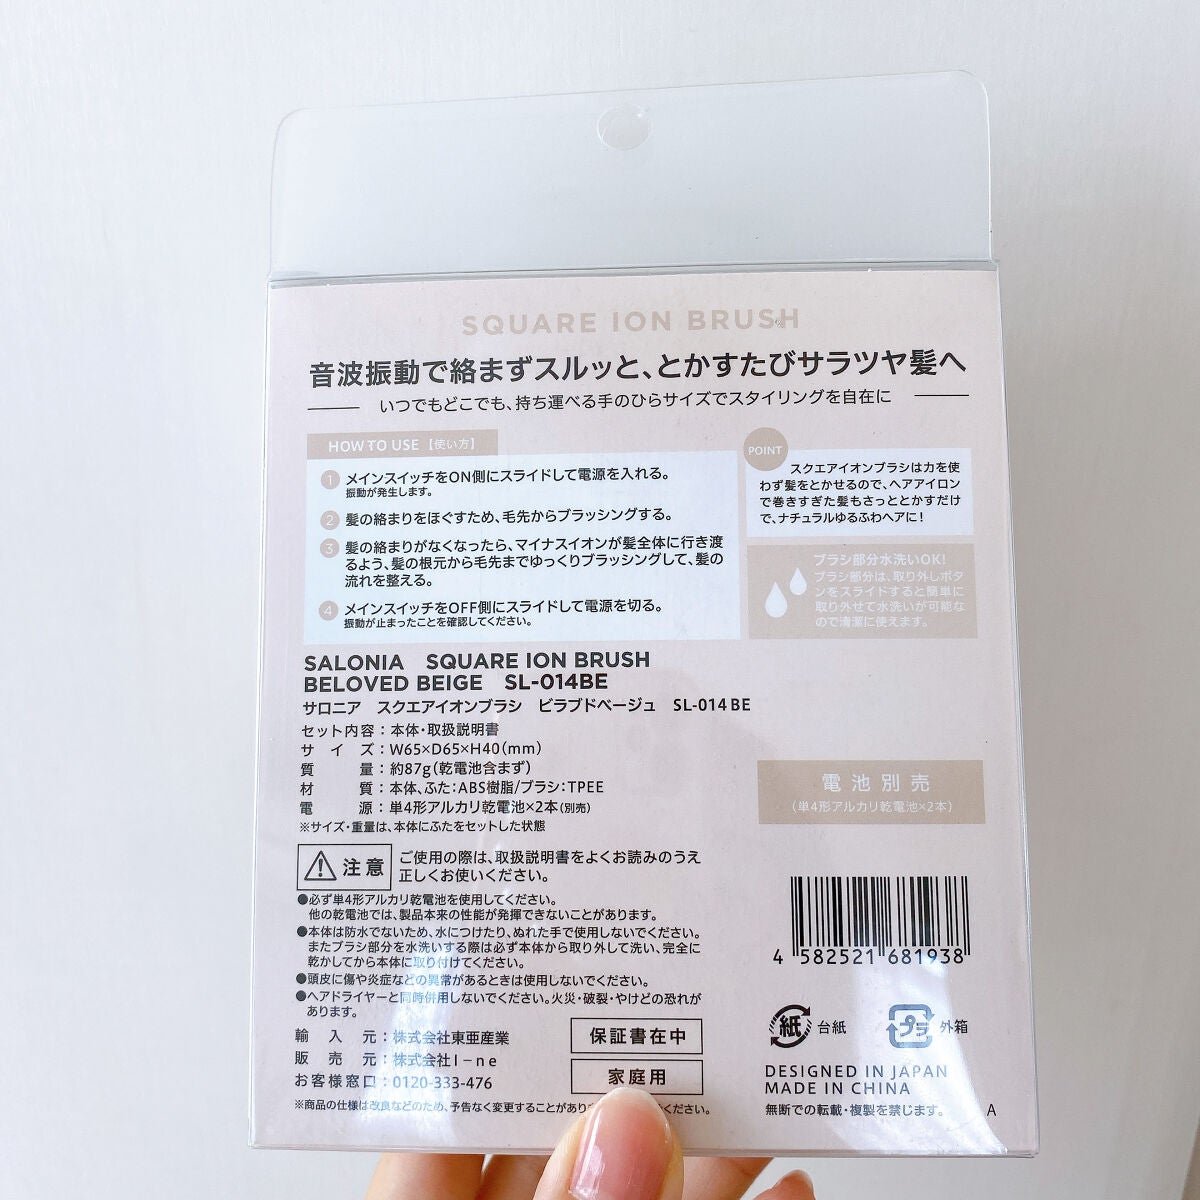 SQUARE ION BRUSH
音波振動で絡まずスルッと、とかすたびサラツヤ髪へ
いつでもどこでも、持ち運べる手のひらサイズでスタイリングを自在に
HOW TO USE【使い方】
1 メインスイッチをON側にスライドして電源を入れる。
振動が発生します。
2 髪の絡まりをほぐすため、毛先からブラッシングする。
3 髪の絡まりがなくなったら、マイナスイオンが髪全体に行き渡
るよう、髪の根元から毛先までゆっくりブラッシングして、髪の
流れを整える。
4 メインスイッチをOFF側にスライドして電源を切る。
振動が止まったことを確認してください。
POINT
スクエアイオンブラシは力を使
わず髪をとかせるので、ヘアアイロン
で巻きすぎた髪もさっととかすだけ
で、ナチュラルゆるふわヘアに!
ブラシ部分水洗いOK!
ブラシ部分は、取り外しボタ
ンをスライドすると簡単に
取り外せて水洗いが可能な
ので清潔に使えます。
SALONIA SQUARE ION BRUSH
BELOVED BEIGE SL-014BE
サロニア スクエアイオンブラシ ビラブドベージュ SL-014BE
セット内容:本体・取扱説明書
サイズ:W65×D65×H40(mm)
質量:約87g(乾電池含まず)
材質:本体、ふた:ABS樹脂/ブラシ:TPEE
電源:単4形アルカリ乾電池×2本(別売)
※サイズ・重量は、本体にふたをセットした状態
電池別売
(単4形アルカリ乾電池×2本)
注意 ご使用の際は、取扱説明書をよくお読みのうえ
正しくお使いください。
●必ず単4形アルカリ乾電池を使用してください。
他の乾電池では、製品本来の性能が発揮できないことがあります。
●本体は防水でないため、水につけたり、ぬれた手で使用しないでください。
またブラシ部分を水洗いする際は必ず本体から取り外して洗い、完全に
乾かしてから本体に取り付けてください。
●頭皮に傷や炎症などの異常があるときは使用しないでください。
●ヘアドライヤーと同時併用しないでください。火災・破裂・やけどの恐れが
あります。
輸入元:株式会社東亜産業
販売元:株式会社I-ne
お客様窓口:0120-333-476
保証書在中
家庭用
※商品の仕様は改良などのため、予告なく変更することがあり ください。
4 582521 681938
紙 台紙
プラ 外箱
DESIGNED IN JAPAN
MADE IN CHINA
無断での転載・複製を禁じます。 A